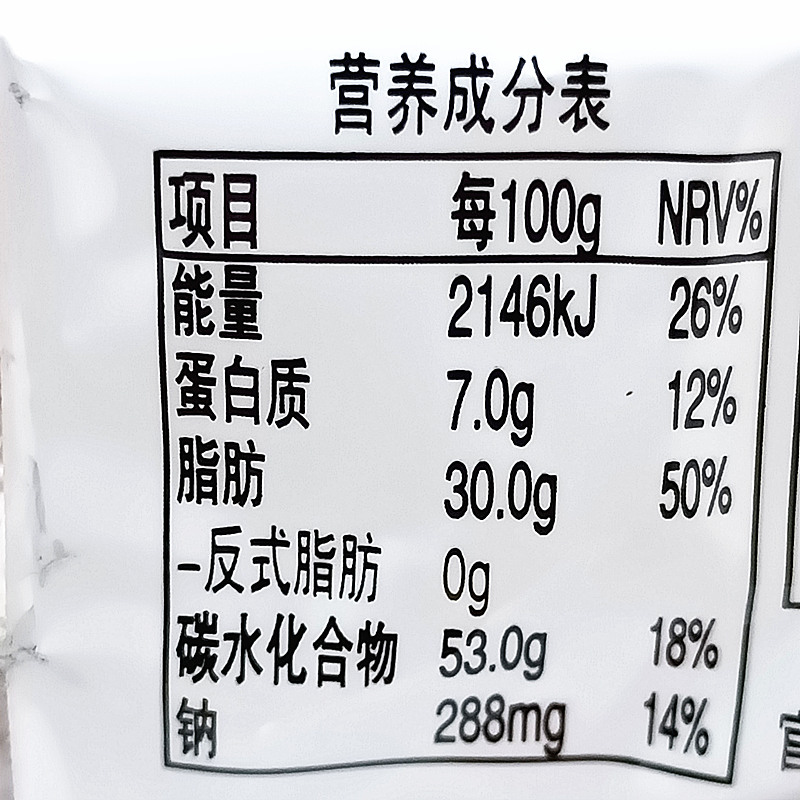 营养成分表
项目 每100g NRV%
能量 2146kJ 26%
蛋白质 7.0g 12%
脂肪 30.0g 50%
-反式脂肪 0g
碳水化合物 53.0g 18%
钠 288mg 14%